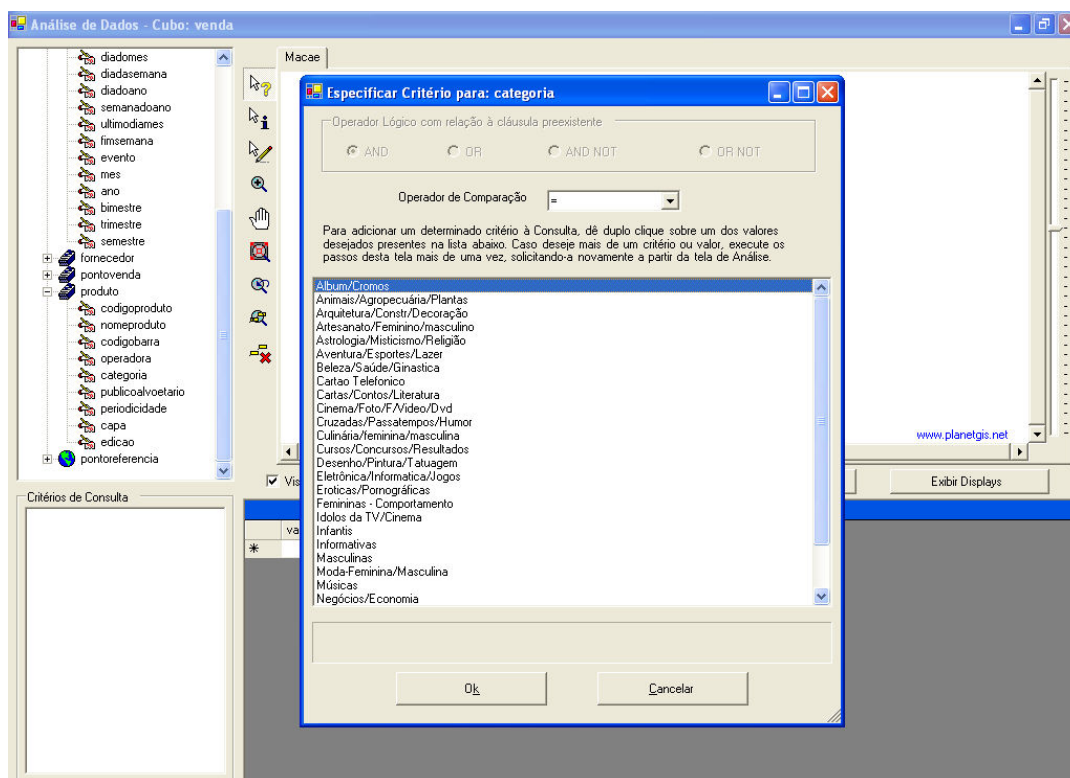 Análise de Dados - Cubo: venda
diadomes
diadasemana
diadoano
semanadoano
ultimodiames
fimsemana
evento
mes
ano
bimestre
trimestre
semestre
fornecedor
pontovenda
produto
codigoproduto
nomeproduto
codigobarra
operadora
categoria
publicoalvoetario
periodicidade
capa
edicao
pontoreferencia
Critérios de Consulta
Macae
Especificar Critério para: categoria
Operador Lógico com relação à cláusula preexistente
AND OR AND NOT OR NOT
Operador de Comparação =
Para adicionar um determinado critério à Consulta, dê duplo clique sobre um dos valores
desejados presentes na lista abaixo. Caso deseje mais de um critério ou valor, execute os
passos desta tela mais de uma vez, solicitando-a novamente a partir da tela de Análise.
Album/Cromos
Animais/Agropecuária/Plantas
Arquitetura/Constr/Decoração
Artesanato/Feminino/masculino
Astrologia/Misticismo/Religião
Aventura/Esportes/Lazer
Beleza/Saúde/Ginastica
Cartao Telefonico
Cartas/Contos/Literatura
Cinema/Foto/F/Video/Dvd
Cruzadas/Passatempos/Humor
Culinária/feminina/masculina
Cursos/Concursos/Resultados
Desenho/Pintura/Tatuagem
Eletrônica/Informatica/Jogos
Eroticas/Pornográficas
Femininas - Comportamento
Idolos da TV/Cinema
Infantis
Informativas
Masculinas
Moda-Feminina/Masculina
Músicas
Negócios/Economia
Ok Cancelar
www.planetgis.net
Vis
Exibir Displays
va